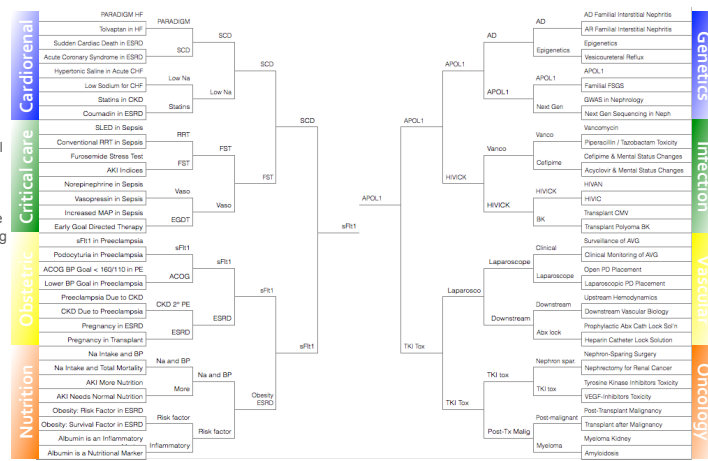 PARADIGM HF
Tolvaptan in HF
Sudden Cardiac Death in ESRD
Acute Coronary Syndrome in ESRD
Hypertonic Saline in Acute CHF
Low Sodium for CHF
Statins in CKD
Coumadin in ESRD
SLED in Sepsis
Conventional RRT in Sepsis
Furosemide Stress Test
AKI Indices
Norepinephrine in Sepsis
Vasopressin in Sepsis
Increased MAP in Sepsis
Early Goal Directed Therapy
sFlt1 in Preeclampsia
Podocyturia in Preeclampsia
ACOG BP Goal < 160/110 in PE
Lower BP Goal in Preeclampsia
Preeclampsia Due to CKD
CKD Due to Preeclampsia
Pregnancy in ESRD
Pregnancy in Transplant
Na Intake and BP
Na Intake and Total Mortality
AKI More Nutrition
AKI Needs Normal Nutrition
Obesity: Risk Factor in ESRD
Obesity: Survival Factor in ESRD
Albumin is an Inflammatory
Albumin is a Nutritional Marker
Cardiorenal
Critical care
Obstetric
Nutrition
PARADIGM
SCD
Low Na
Statins
RRT
FST
Vaso
EGDT
sFlt1
ACOG
CKD 2° PE
ESRD
Na and BP
More
Risk factor
Inflammatory
SCD
Low Na
FST
Vaso
sFlt1
ESRD
Na and BP
Risk factor
SCD
FST
sFlt1
Obesity
ESRD
SCD
sFlt1
sFlt1
APOL1
APOL1
TKI Tox
APOL1
HIVICK
Laparosco
TKI Tox
AD
APOL1
Vanco
HIVICK
Laparoscope
Downstream
TKI tox
Post-Tx Malig
AD
Epigenetics
APOL1
Next Gen
Vanco
Cefipime
HIVICK
BK
Clinical
Laparoscope
Downstream
Abx lock
Nephron spar.
TKI tox
Post-malignant
Myeloma
AD Familial Interstitial Nephritis
AR Familial Interstitial Nephritis
Epigenetics
Vesicoureteral Reflux
APOL1
Familial FSGS
GWAS in Nephrology
Next Gen Sequencing in Neph
Vancomycin
Piperacillin / Tazobactam Toxicity
Cefipime & Mental Status Changes
Acyclovir & Mental Status Changes
HIVAN
HIVIC
Transplant CMV
Transplant Polyoma BK
Surveillance of AVG
Clinical Monitoring of AVG
Open PD Placement
Laparoscopic PD Placement
Upstream Hemodynamics
Downstream Vascular Biology
Prophylactic Abx Cath Lock Sol'n
Heparin Catheter Lock Solution
Nephron-Sparing Surgery
Nephrectomy for Renal Cancer
Tyrosine Kinase Inhibitors Toxicity
VEGF-Inhibitors Toxicity
Post-Transplant Malignancy
Transplant after Malignancy
Myeloma Kidney
Amyloidosis
Genetics
Infection
Vascular
Oncology